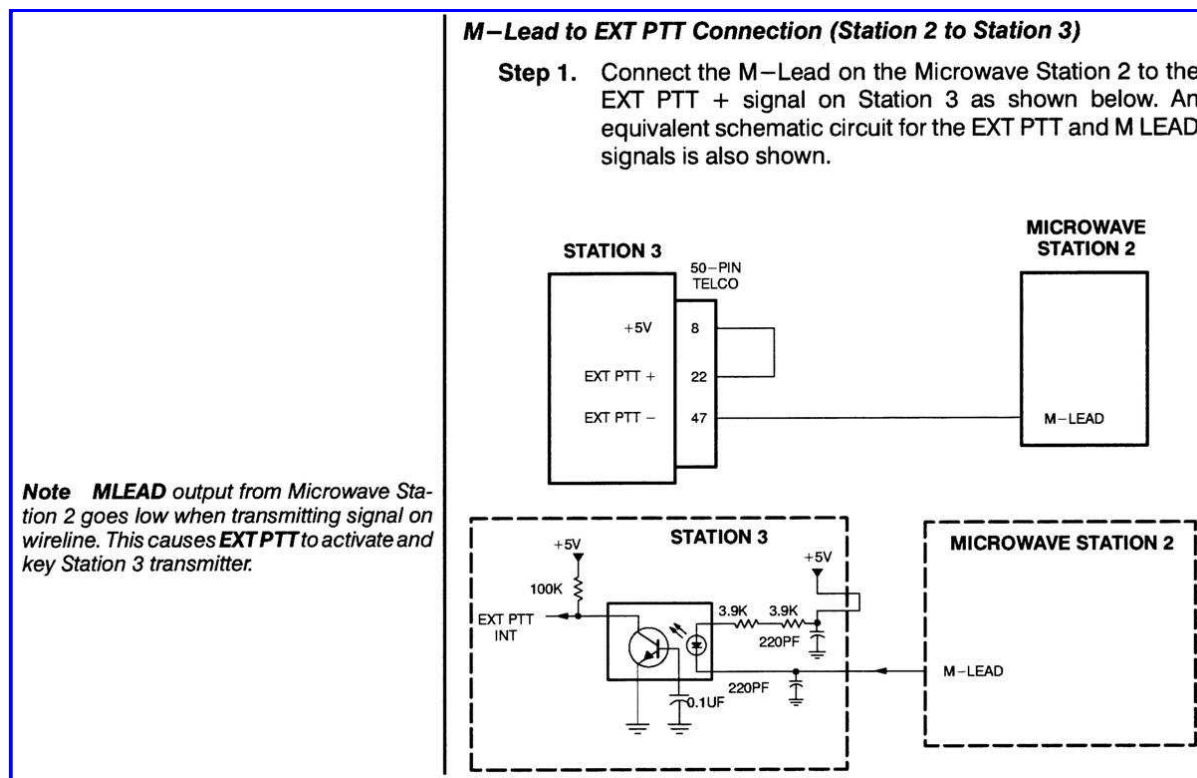 M–Lead to EXT PTT Connection (Station 2 to Station 3)
Step 1. Connect the M–Lead on the Microwave Station 2 to the
EXT PTT + signal on Station 3 as shown below. An
equivalent schematic circuit for the EXT PTT and M LEAD
signals is also shown.
STATION 3
50–PIN
TELCO
MICROWAVE
STATION 2
+5V 8
EXT PTT + 22
EXT PTT – 47
M–LEAD
Note MLEAD output from Microwave Sta-
tion 2 goes low when transmitting signal on
wireline. This causes EXT PTT to activate and
key Station 3 transmitter.
STATION 3
+5V
100K
EXT PTT
INT
+5V
3.9K 3.9K
220PF
220PF
0.1UF
MICROWAVE STATION 2
M–LEAD